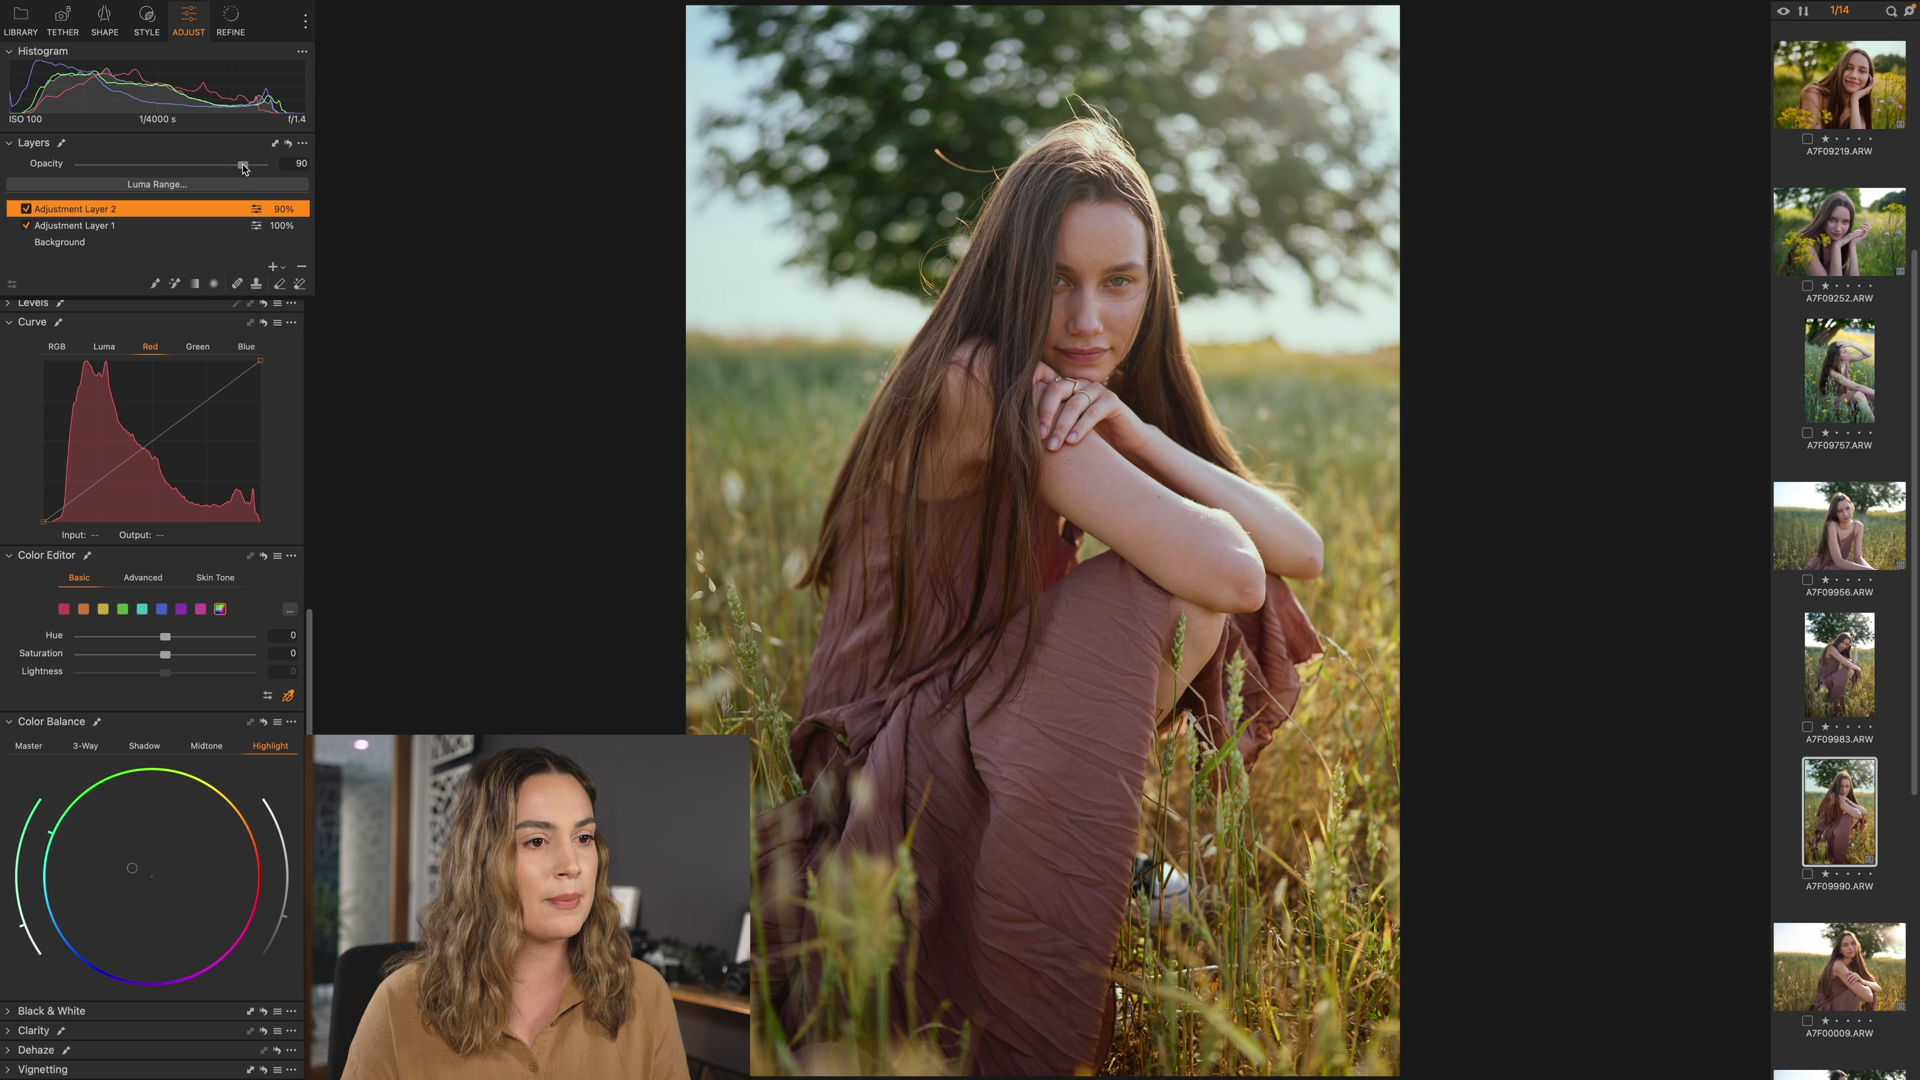 LIBRARY TETHER SHAPE STYLE ADJUST REFINE
Histogram
ISO 100 1/4000 s f/1.4
Layers
Opacity 90
Luma Range...
Adjustment Layer 2 90%
Adjustment Layer 1 100%
Background
Levels
Curve
RGB Luma Red Green Blue
Input: -- Output: --
Color Editor
Basic Advanced Skin Tone
...
Hue 0
Saturation 0
Lightness 0
Color Balance
Master 3-Way Shadow Midtone Highlight
Black & White
Clarity
Dehaze
Vignetting
1/14
A7F09219.ARW
A7F09252.ARW
A7F09757.ARW
A7F09956.ARW
A7F09983.ARW
A7F09990.ARW
A7F00009.ARW